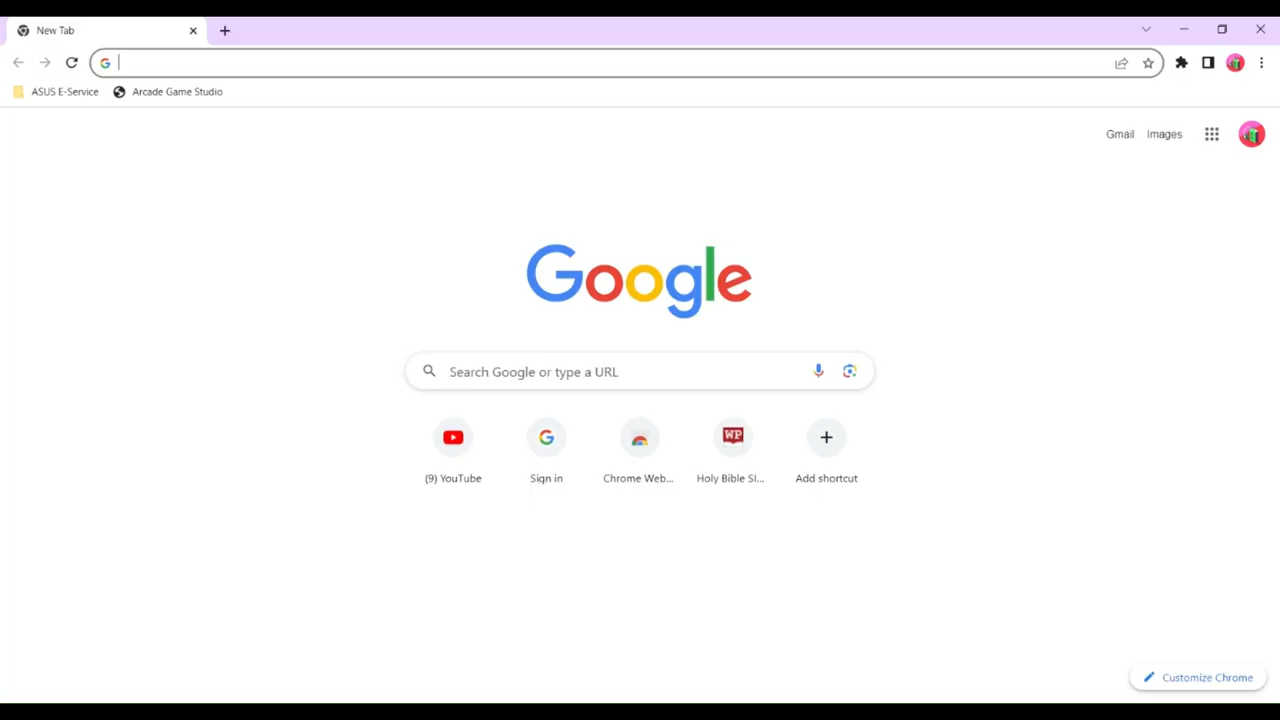 New Tab
ASUS E-Service
Arcade Game Studio
Gmail
Images
Google
Search Google or type a URL
(9) YouTube
Sign in
Chrome Web...
WP
Holy Bible Sl...
Add shortcut
Customize Chrome